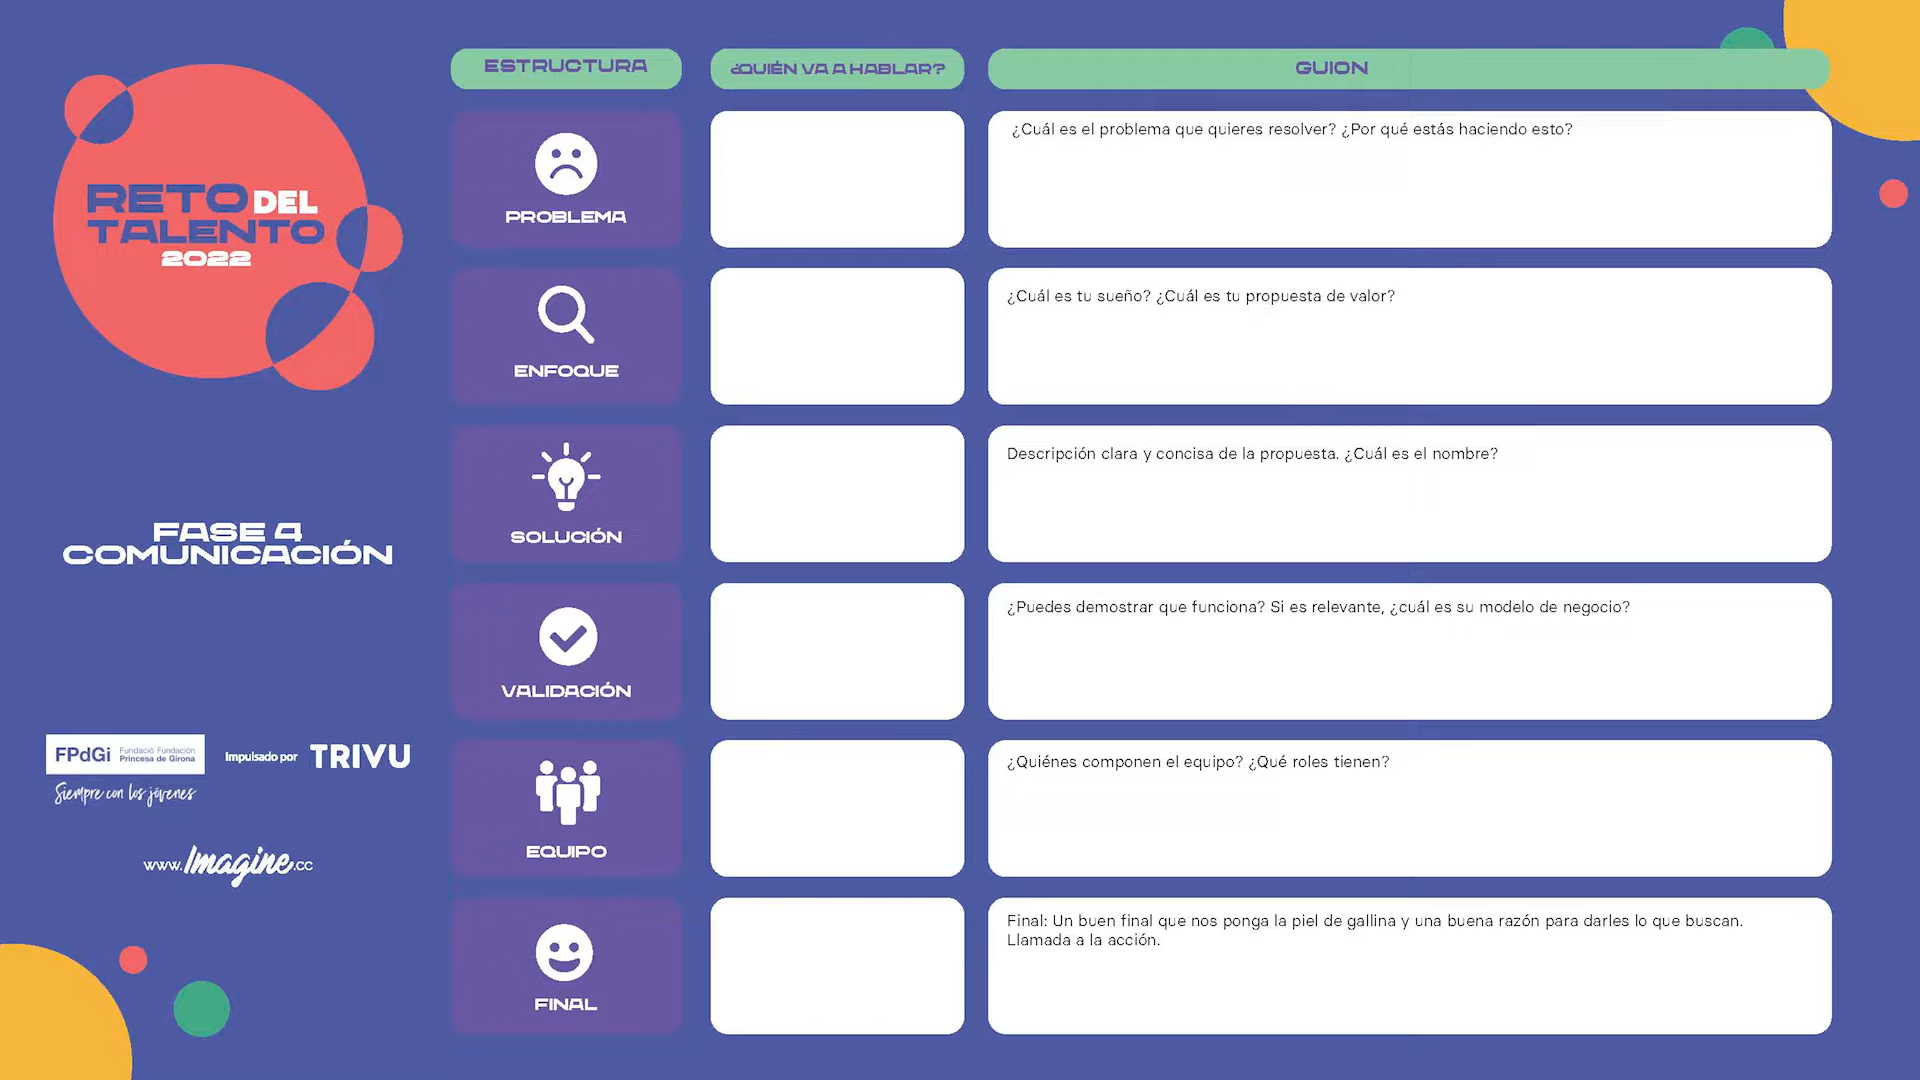 RETO DEL
TALENTO
2022
FASE 4
COMUNICACIÓN
FPdGi Fundació Fundación
Princesa de Girona
Siempre con los jóvenes
Impulsado por TRIVU
www.Imagine.cc
ESTRUCTURA
¿QUIÉN VA A HABLAR?
GUION
PROBLEMA
¿Cuál es el problema que quieres resolver? ¿Por qué estás haciendo esto?
ENFOQUE
¿Cuál es tu sueño? ¿Cuál es tu propuesta de valor?
SOLUCIÓN
Descripción clara y concisa de la propuesta. ¿Cuál es el nombre?
VALIDACIÓN
¿Puedes demostrar que funciona? Si es relevante, ¿cuál es su modelo de negocio?
EQUIPO
¿Quiénes componen el equipo? ¿Qué roles tienen?
FINAL
Final: Un buen final que nos ponga la piel de gallina y una buena razón para darles lo que buscan.
Llamada a la acción.